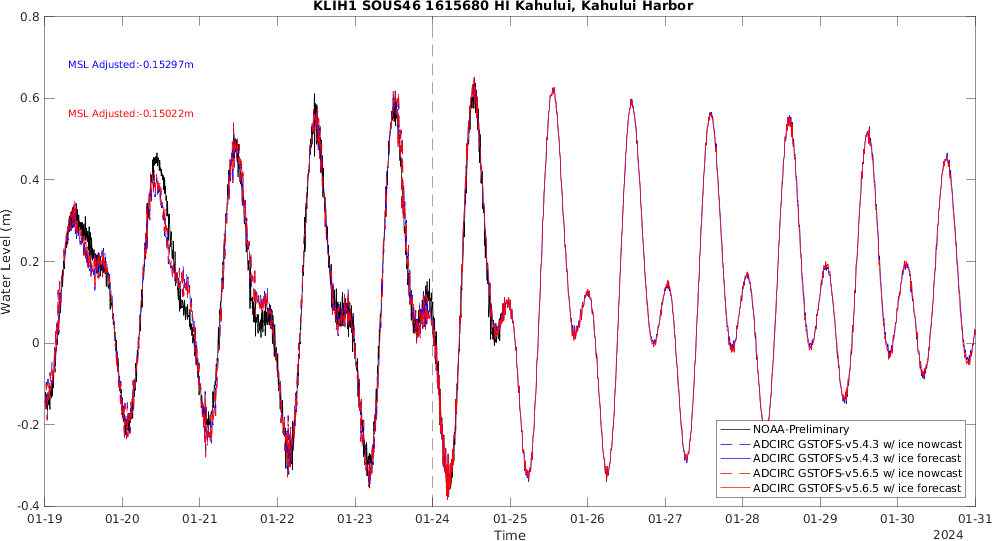 KLIH1 SOUS46 1615680 HI Kahului, Kahului Harbor
0.8
0.6
0.4
0.2
0
-0.2
-0.4
Water Level (m)
MSL Adjusted:-0.15297m
MSL Adjusted:-0.15022m
NOAA-Preliminary
ADCIRC GSTOFS-v5.4.3 w/ ice nowcast
ADCIRC GSTOFS-v5.4.3 w/ ice forecast
ADCIRC GSTOFS-v5.6.5 w/ ice nowcast
ADCIRC GSTOFS-v5.6.5 w/ ice forecast
01-19 01-20 01-21 01-22 01-23 01-24 01-25 01-26 01-27 01-28 01-29 01-30 01-31
Time
2024